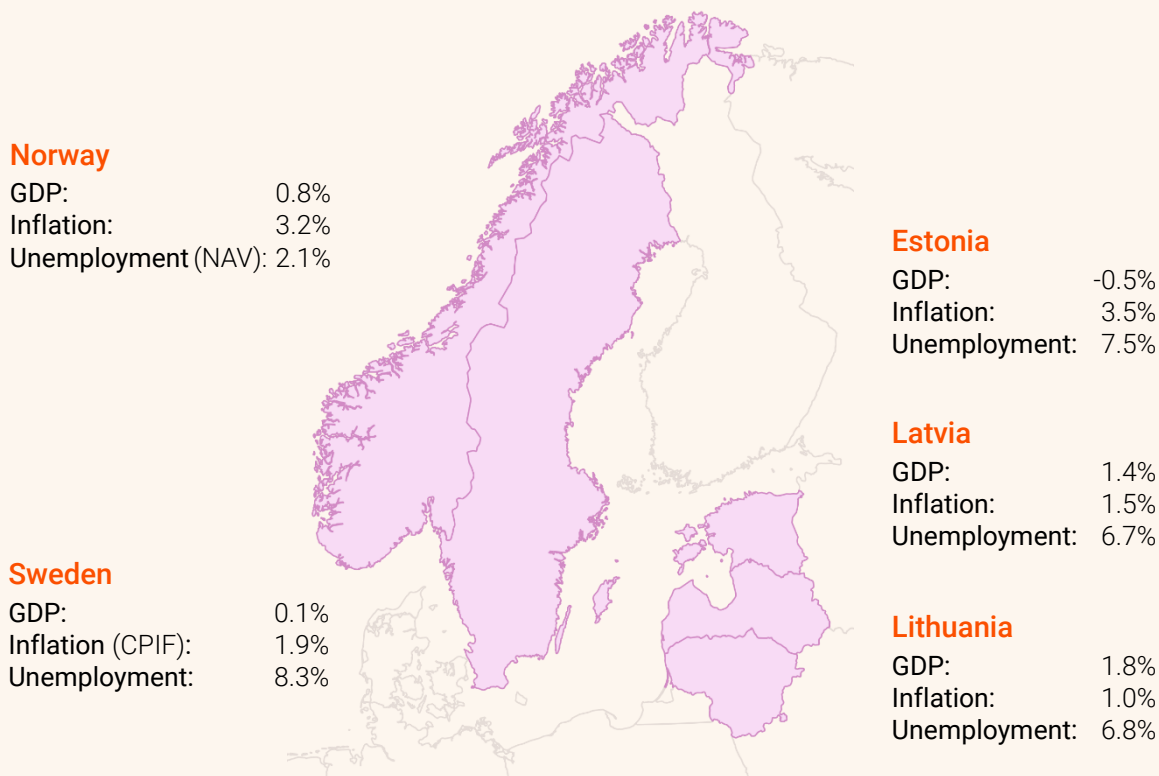 Norway
GDP: 0.8%
Inflation: 3.2%
Unemployment (NAV): 2.1%
Sweden
GDP: 0.1%
Inflation (CPIF): 1.9%
Unemployment: 8.3%
Estonia
GDP: -0.5%
Inflation: 3.5%
Unemployment: 7.5%
Latvia
GDP: 1.4%
Inflation: 1.5%
Unemployment: 6.7%
Lithuania
GDP: 1.8%
Inflation: 1.0%
Unemployment: 6.8%